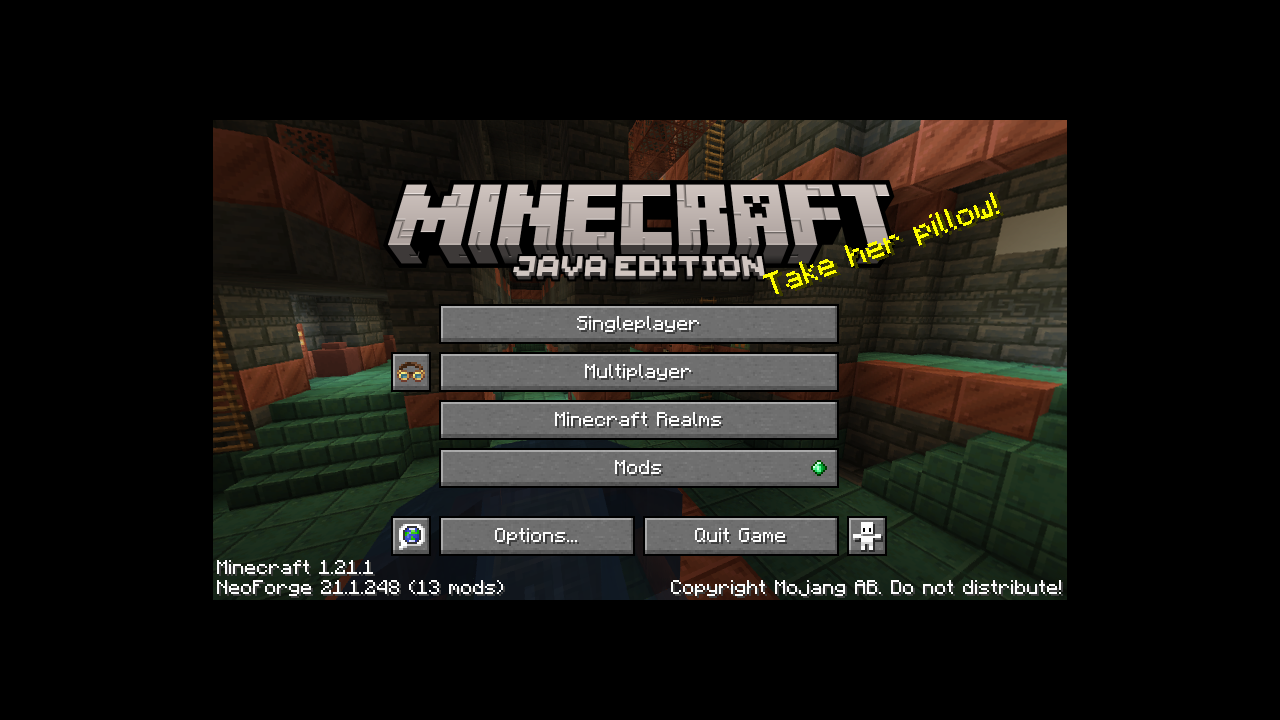 MINECRAFT
JAVA EDITION
Take her pillow!
Singleplayer
Multiplayer
Minecraft Realms
Mods
Options...
Quit Game
Minecraft 1.21.1
NeoForge 21.1.248 (13 mods)
Copyright Mojang AB. Do not distribute!